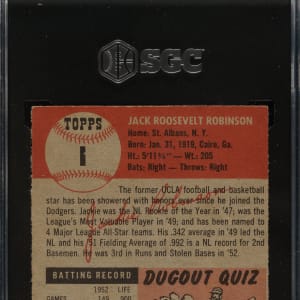 SGC
TOPPS
1
JACK ROOSEVELT ROBINSON
Home: St. Albans, N. Y.
Born: Jan. 31, 1919, Cairo, Ga.
Ht.: 5'11¾" — Wt.: 205
Bats: Right — Throws: Right
The former UCLA football and basketball
star has been showered with honors ever since he joined the
Dodgers. Jackie was the NL Rookie of the Year in '47; was the
League's Most Valuable Player in '49; and has been named to
4 Major League All-Star teams. His .342 average in '49 led the
NL and his '51 Fielding Average of .992 is a NL record for 2nd
Basemen. He was 3rd in Runs and Stolen Bases in '52.
BATTING RECORD
DUGOUT QUIZ
1952 LIFE
GAMES 149